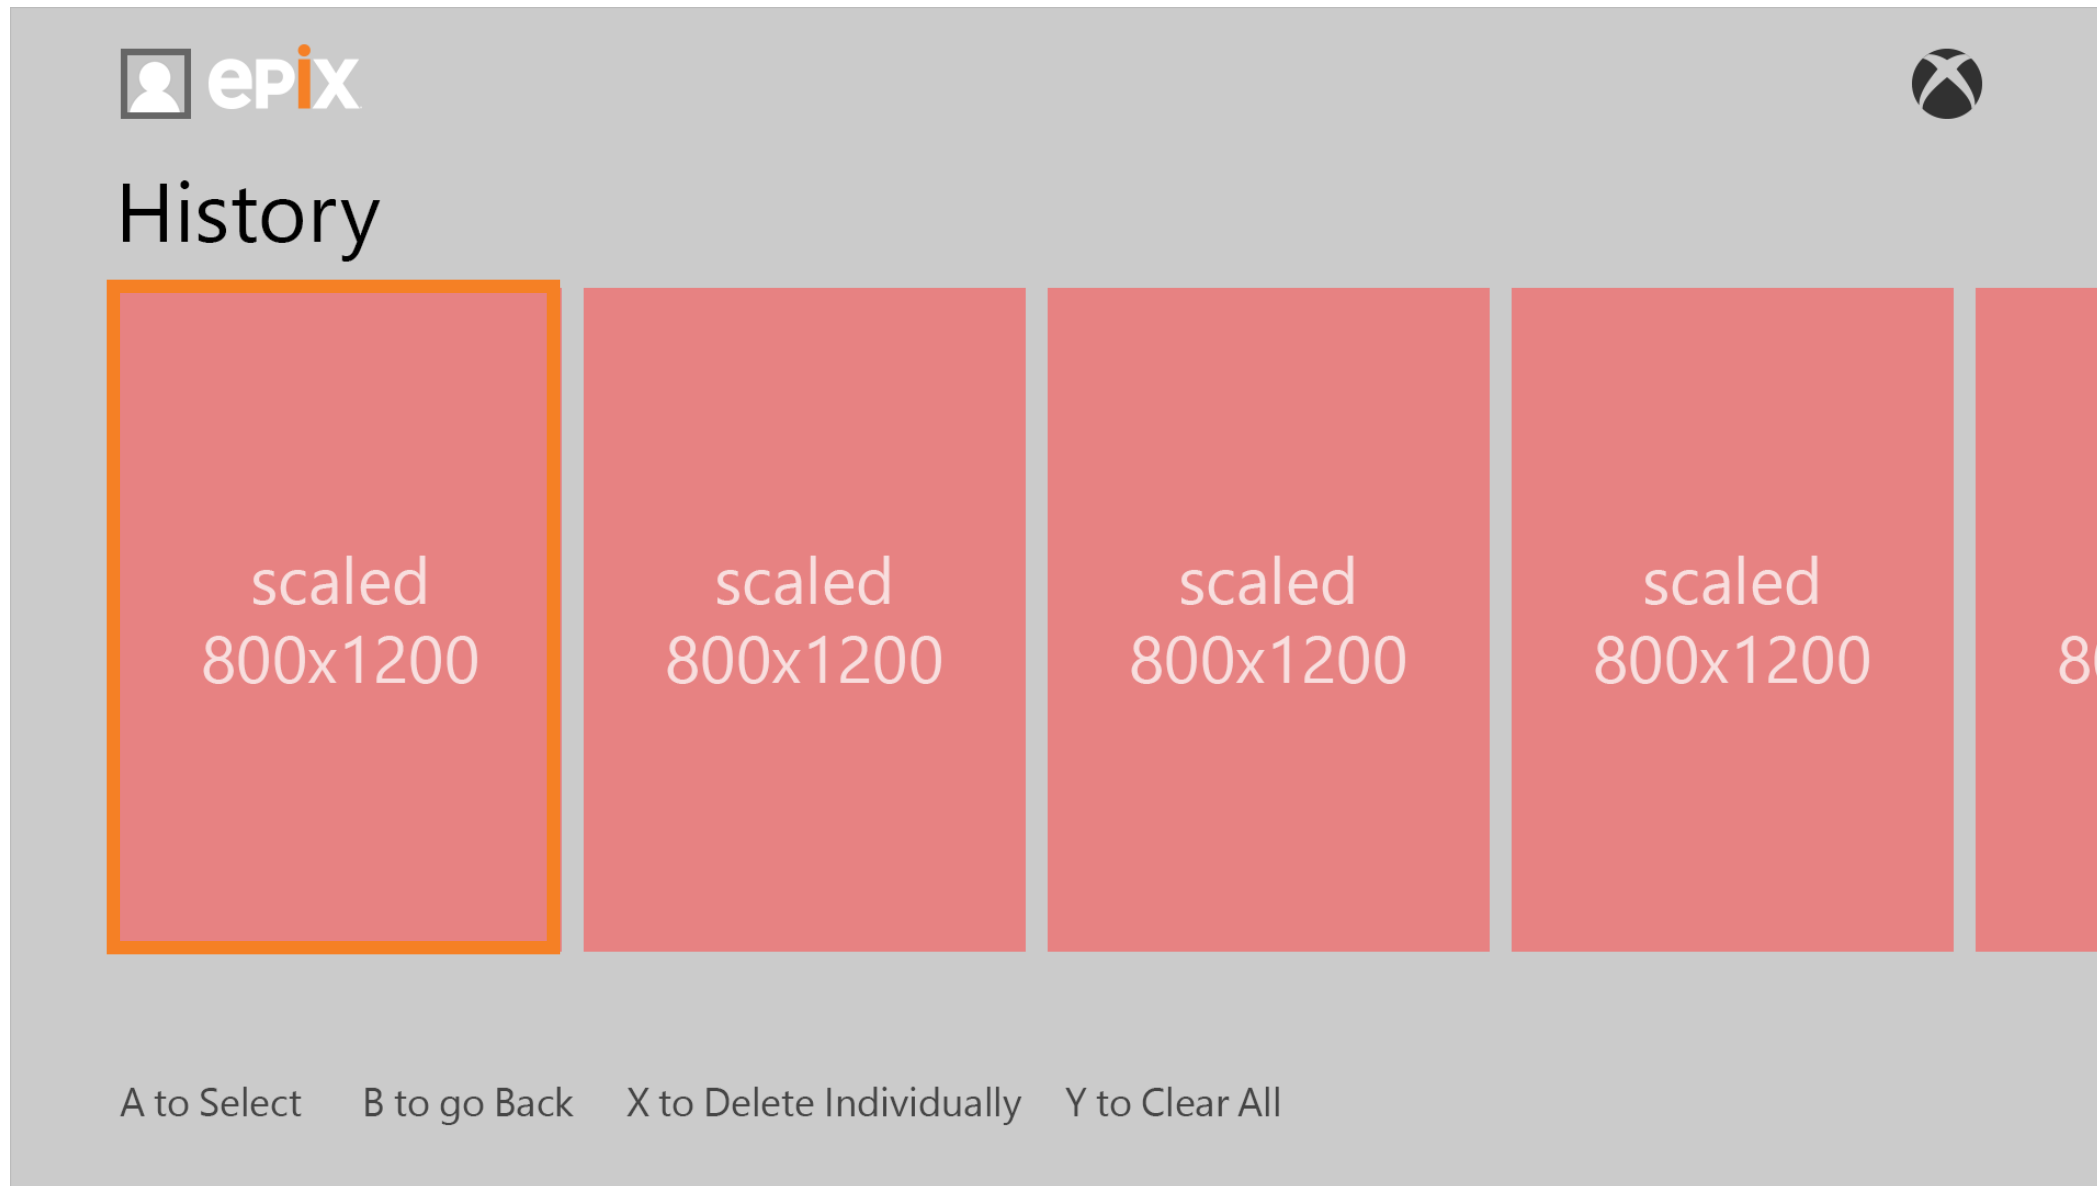 epix
History
scaled
800x1200
scaled
800x1200
scaled
800x1200
scaled
800x1200
A to Select
B to go Back
X to Delete Individually
Y to Clear All